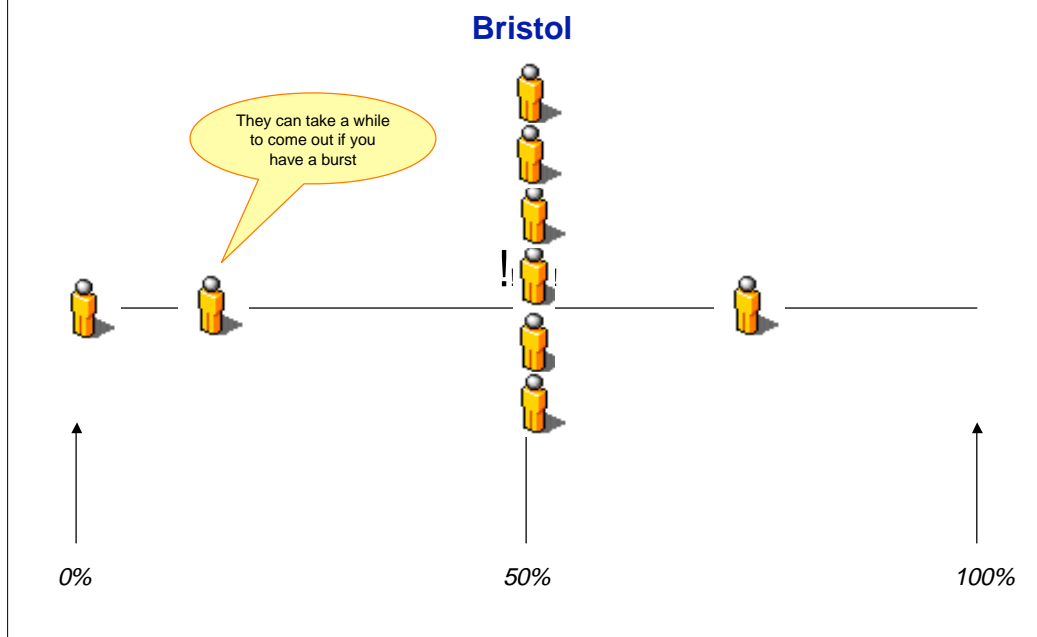 Bristol
They can take a while
to come out if you
have a burst
!
0%
50%
100%